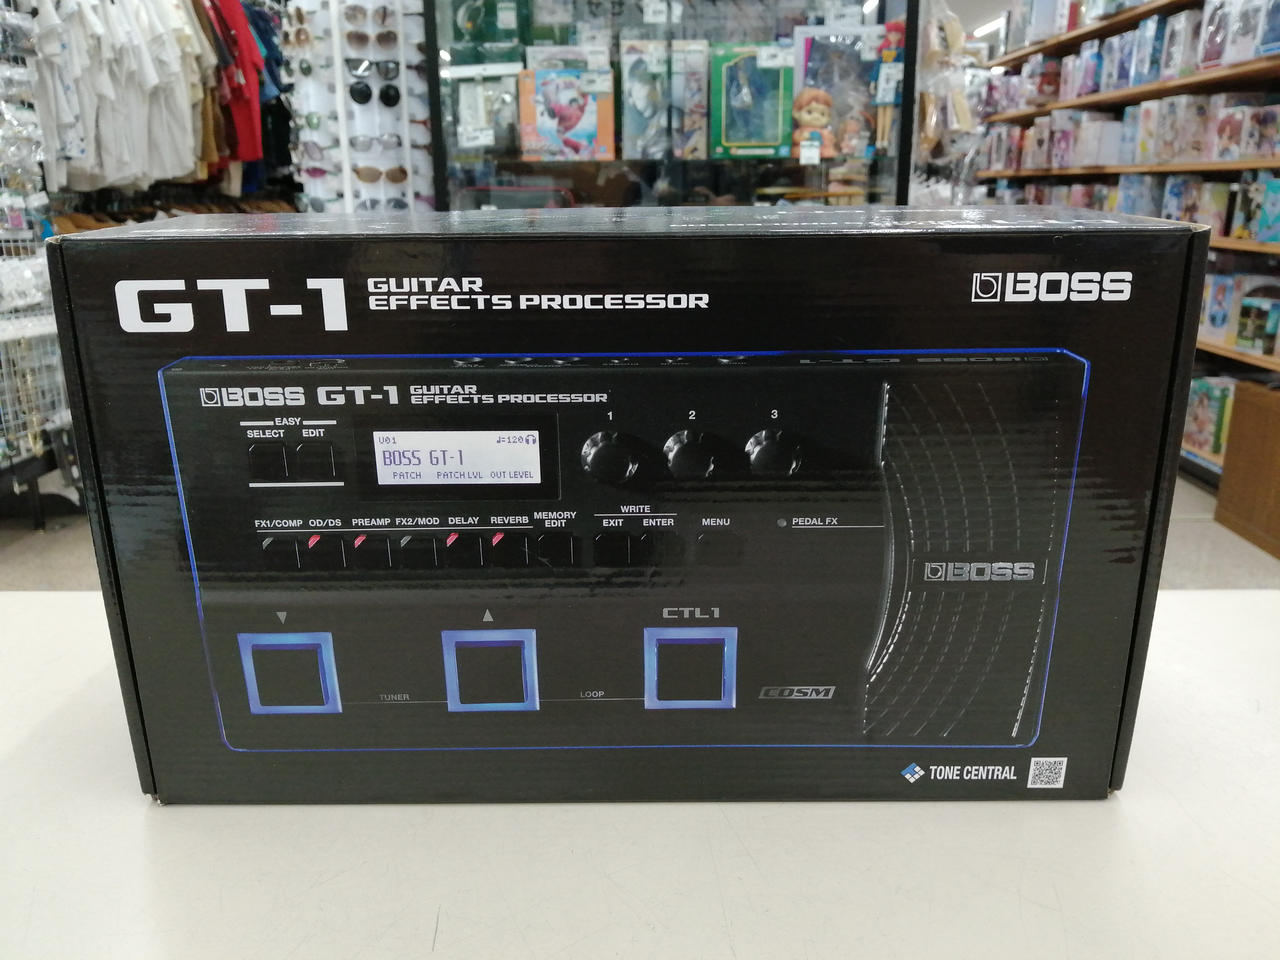 GT-1 GUITAR
EFFECTS PROCESSOR
BOSS
BOSS GT-1 GUITAR
EFFECTS PROCESSOR
EASY
SELECT EDIT
U01 ♩=120
BOSS GT-1
PATCH PATCH LVL OUT LEVEL
1 2 3
FX1/COMP OD/DS PREAMP FX2/MOD DELAY REVERB MEMORY
EDIT
WRITE
EXIT ENTER
MENU
PEDAL FX
BOSS
▼ ▲ CTL1
TUNER LOOP
COSM
TONE CENTRAL